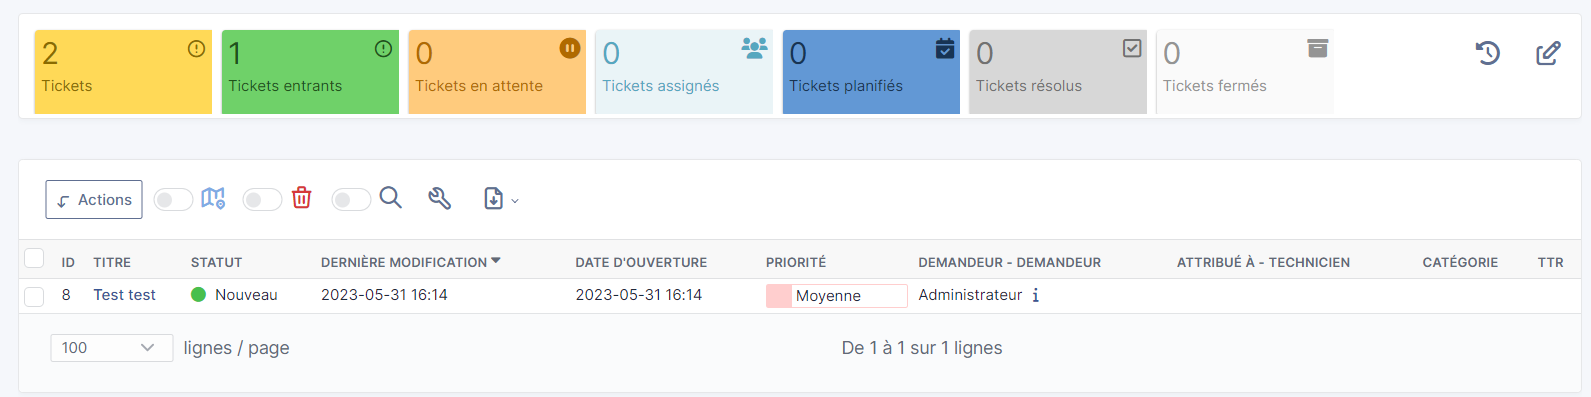 2 1 0 0 0 0 0
Tickets Tickets entrants Tickets en attente Tickets assignés Tickets planifiés Tickets résolus Tickets fermés
Actions
ID TITRE STATUT DERNIÈRE MODIFICATION DATE D'OUVERTURE PRIORITÉ DEMANDEUR - DEMANDEUR ATTRIBUÉ À - TECHNICIEN CATÉGORIE TTR
8 Test test Nouveau 2023-05-31 16:14 2023-05-31 16:14 Moyenne Administrateur
100 lignes / page De 1 à 1 sur 1 lignes